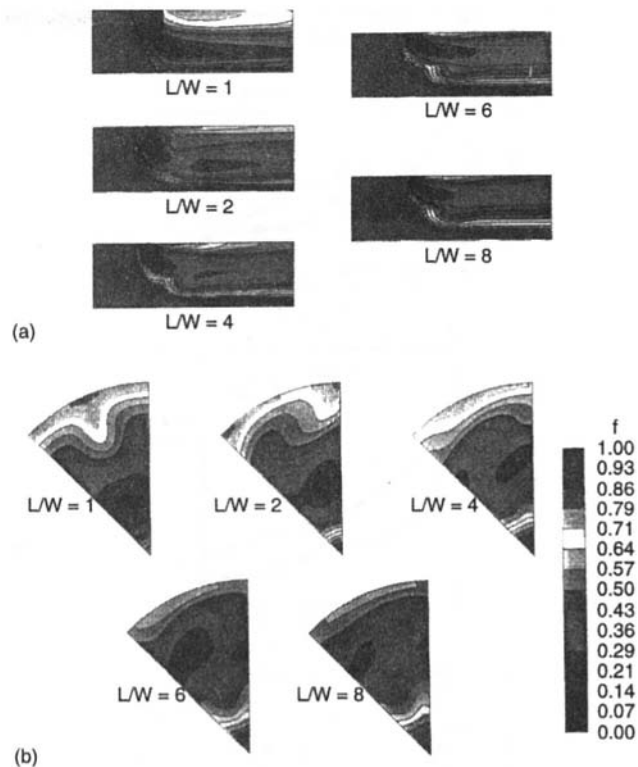 L/W = 1
L/W = 6
L/W = 2
L/W = 8
L/W = 4
(a)
L/W = 1
L/W = 2
L/W = 4
f
1.00
0.93
0.86
0.79
0.71
0.64
0.57
0.50
0.43
0.36
0.29
0.21
0.14
0.07
0.00
L/W = 6
L/W = 8
(b)